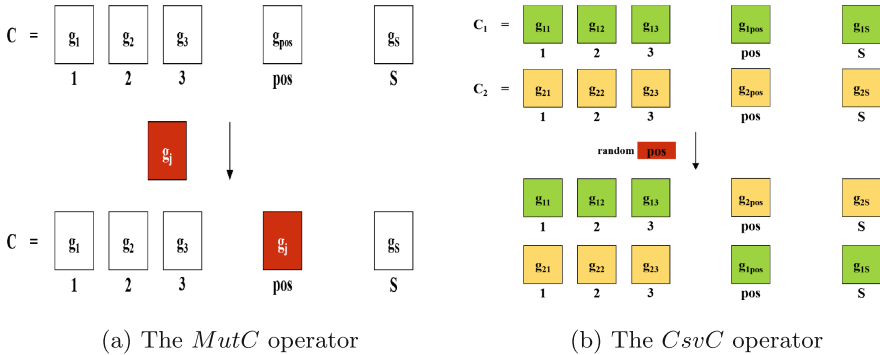 C = g1 g2 g3 gpos gS
1 2 3 pos S
gj
C = g1 g2 g3 gj gS
1 2 3 pos S
(a) The MutC operator
C1 = g11 g12 g13 g1pos g1S
1 2 3 pos S
C2 = g21 g22 g23 g2pos g2S
1 2 3 pos S
random pos
g11 g12 g13 g2pos g2S
1 2 3 pos S
g21 g22 g23 g1pos g1S
1 2 3 pos S
(b) The CsvC operator